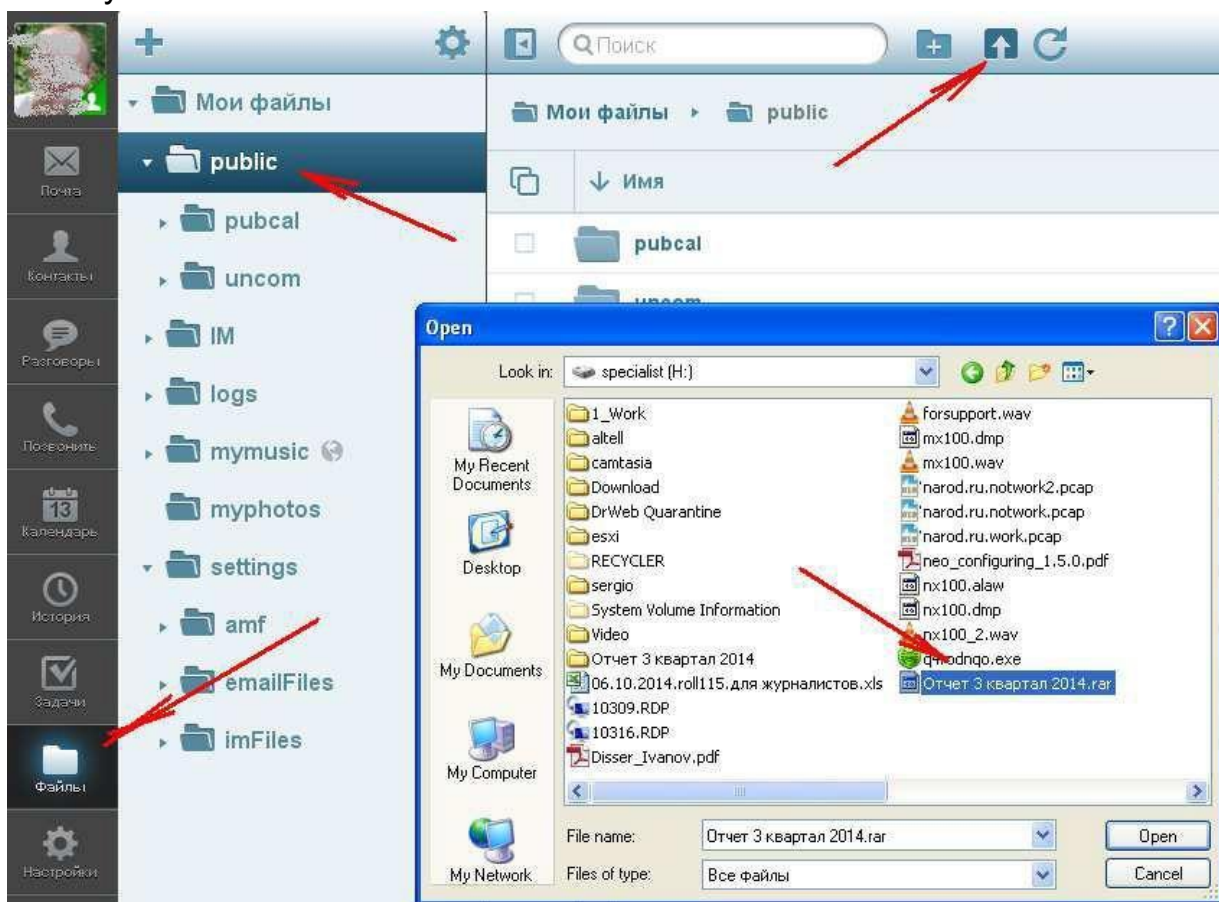 Поиск
Мои файлы
public
pubcal
uncom
IM
logs
mymusic
myphotos
settings
amf
emailFiles
imFiles
Почта
Контакты
Разговоры
Позвонить
13
Календарь
История
Задачи
Файлы
Настройки
Мои файлы public
Имя
pubcal
uncom
Open
Look in: specialist (H:)
My Recent
Documents
Desktop
My Documents
My Computer
My Network
1_Work
altell
camtasia
Download
DrWeb Quarantine
esxi
RECYCLER
sergio
System Volume Information
Video
Отчет 3 квартал 2014
06.10.2014.roll115.для журналистов.xls
10309.RDP
10316.RDP
Disser_Ivanov.pdf
forsupport.wav
mx100.dmp
mx100.wav
narod.ru.notwork2.pcap
narod.ru.notwork.pcap
narod.ru.work.pcap
neo_configuring_1.5.0.pdf
nx100.alaw
nx100.dmp
nx100_2.wav
Отчет 3 квартал 2014.rar
File name: Отчет 3 квартал 2014.rar
Open
Files of type: Все файлы
Cancel